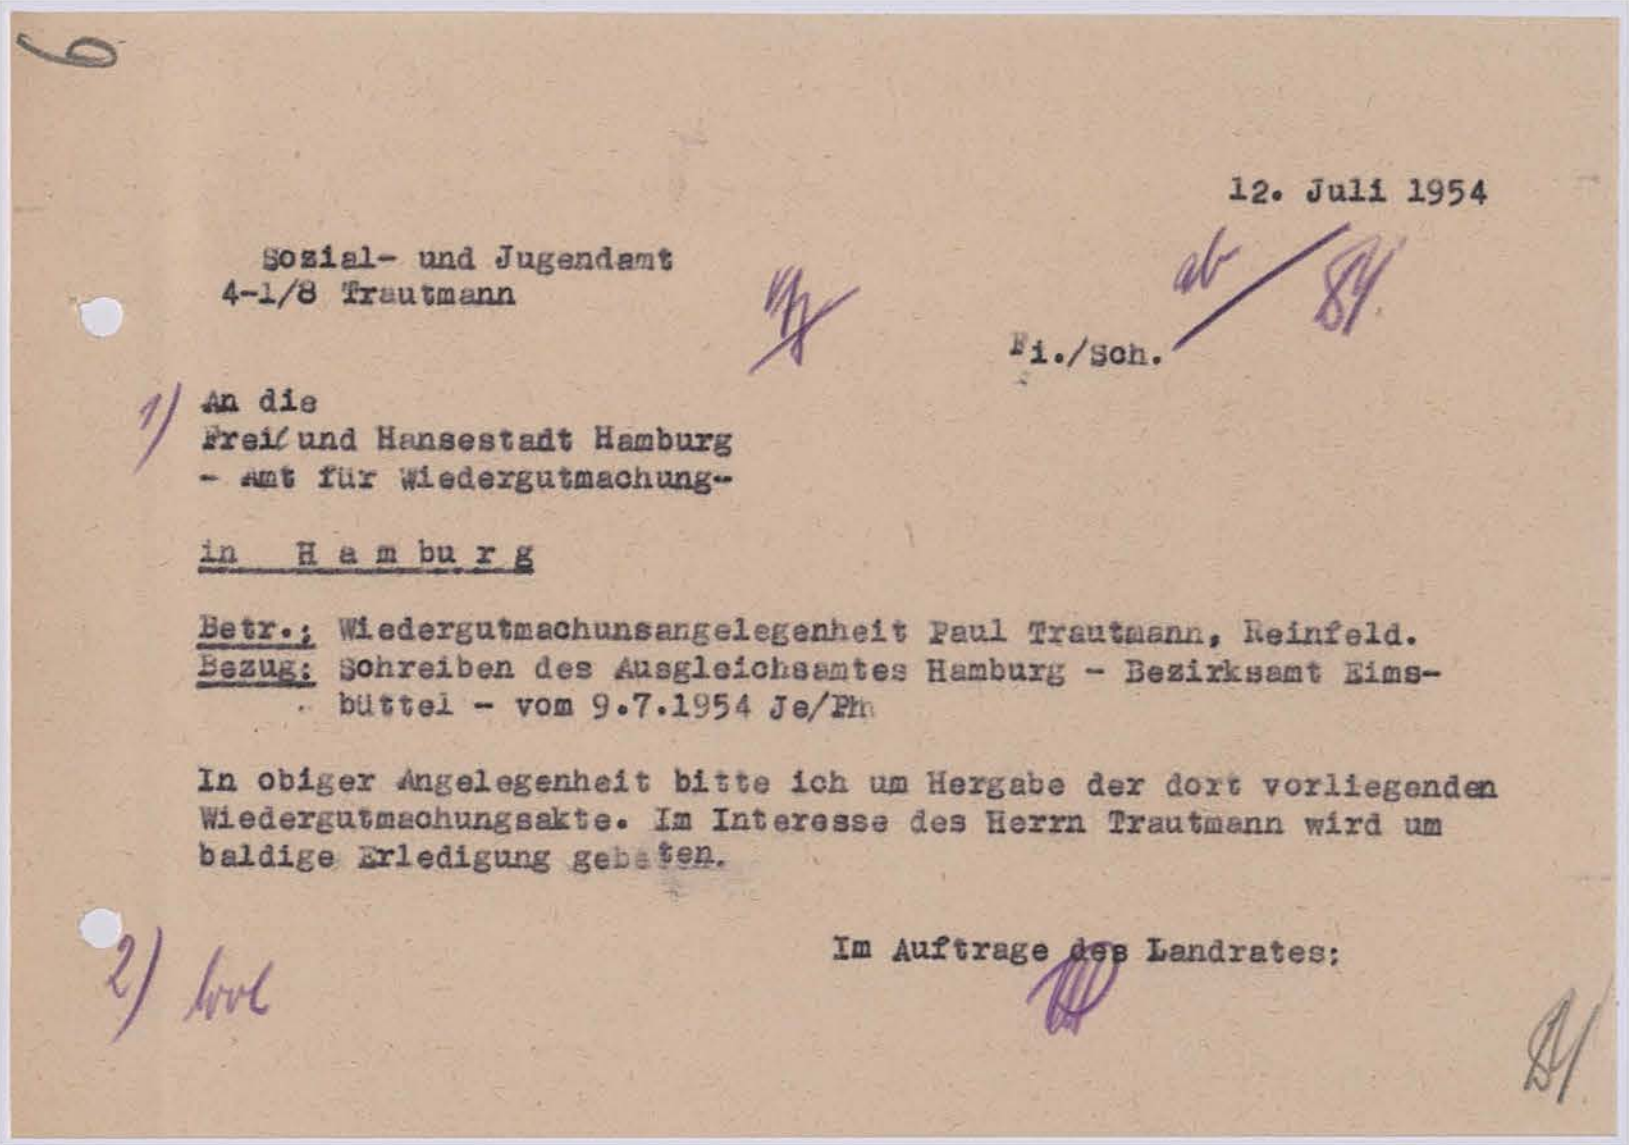 6
12. Juli 1954
Sozial- und Jugendamt
4-1/8 Trautmann
ab
Fi./Sch.
1) An die
Frei/und Hansestadt Hamburg
- Amt für Wiedergutmachung--
in H a m bu r g
Betr.; Wiedergutmachunsangelegenheit Paul Trautmann, Reinfeld.
Bezug: Schreiben des Ausgleichsamtes Hamburg - Bezirksamt Eims-
büttel - vom 9.7.1954 Je/Ph
In obiger Angelegenheit bitte ich um Hergabe der dort vorliegenden
Wiedergutmachungsakte. Im Interesse des Herrn Trautmann wird um
baldige Erledigung gebeten.
Im Auftrage des Landrates:
2)